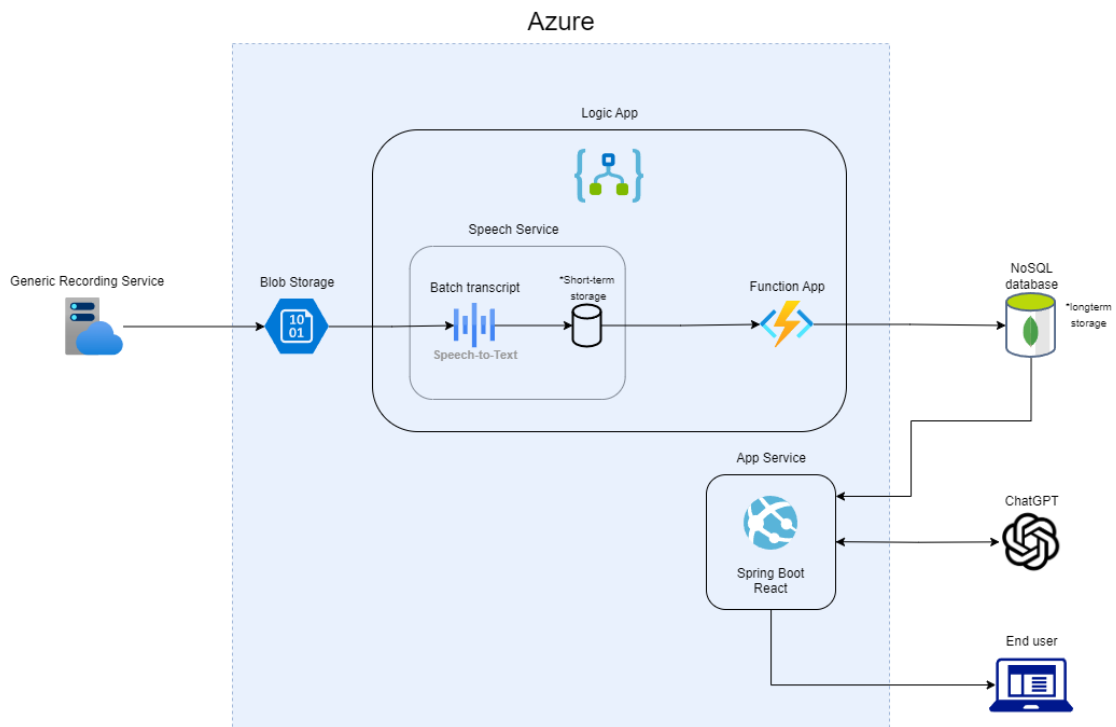 Azure
Logic App
Speech Service
Generic Recording Service
Blob Storage
10
01
Batch transcript
Speech-to-Text
*Short-term
storage
Function App
NoSQL
database
*longterm
storage
App Service
Spring Boot
React
ChatGPT
End user